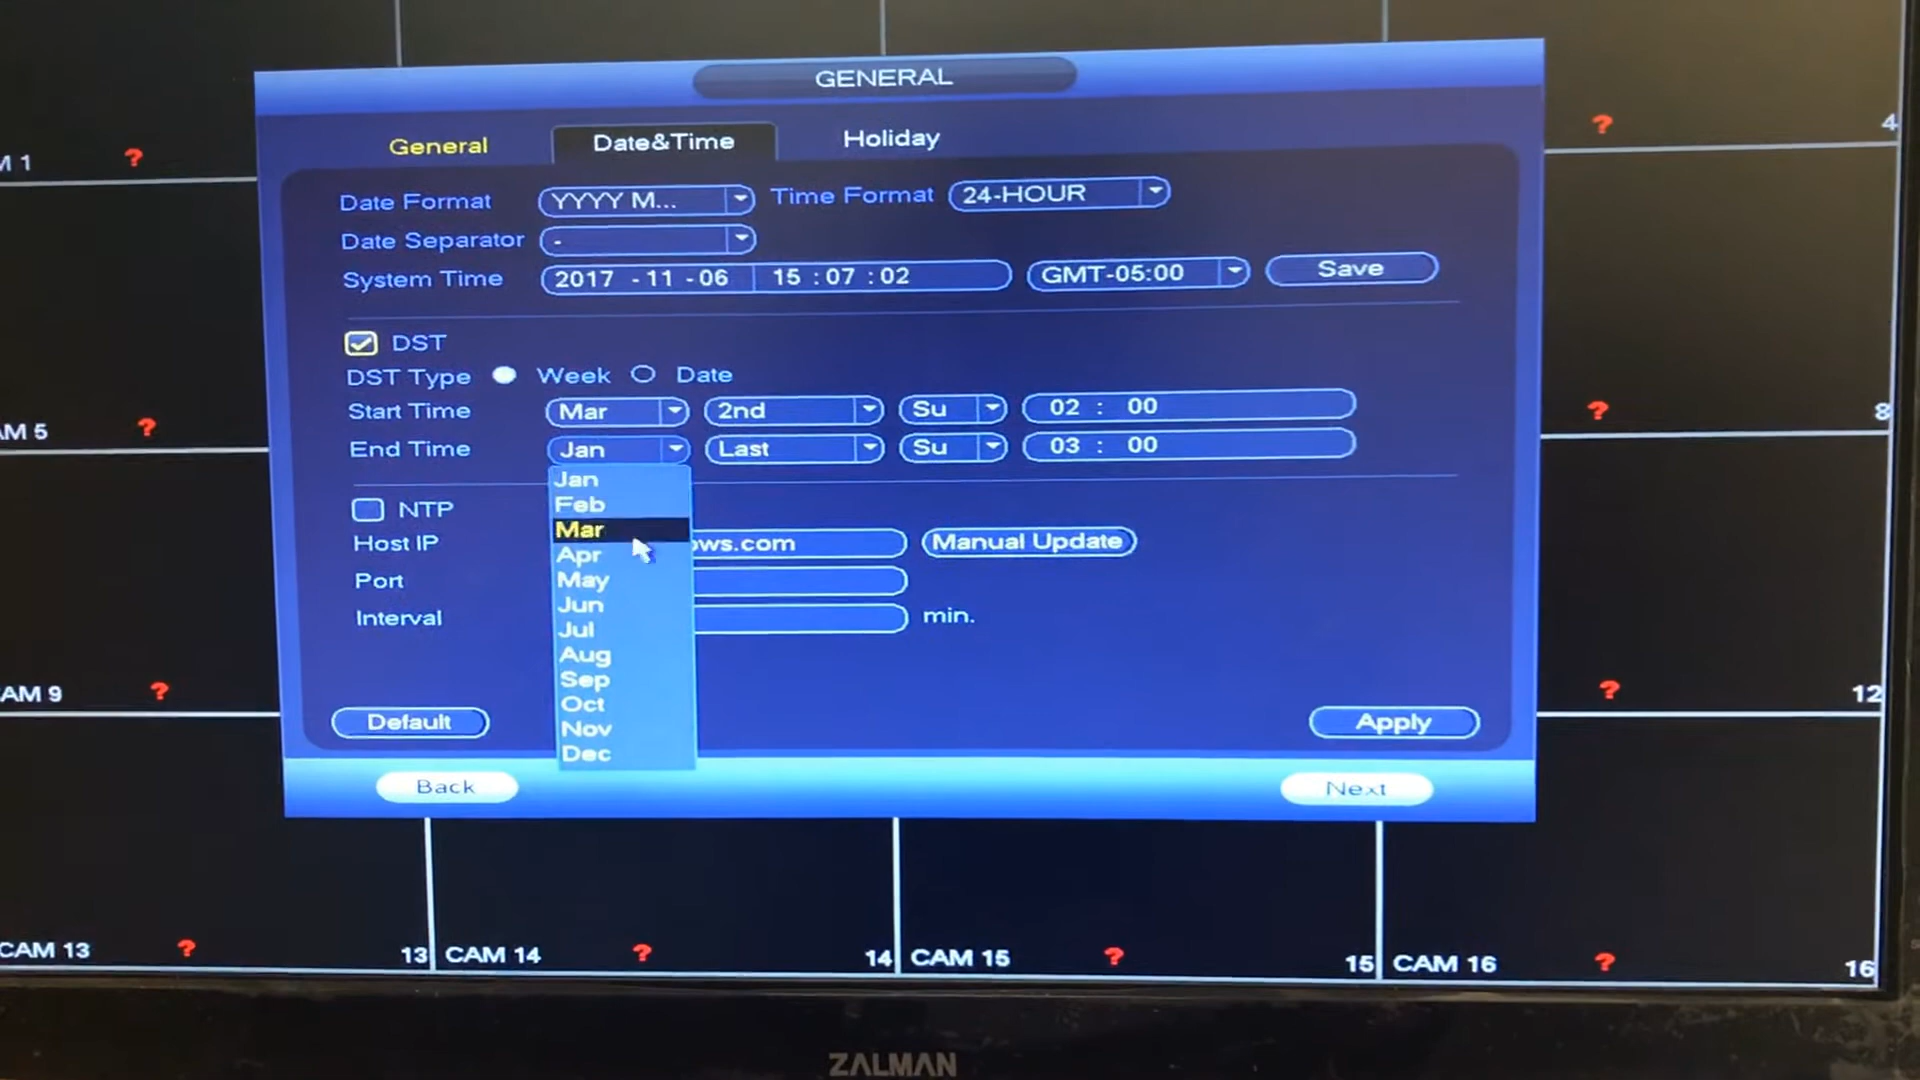 GENERAL
General Date&Time Holiday
Date Format YYYY M... Time Format 24-HOUR
Date Separator -
System Time 2017 -11 -06 15 :07 :02 GMT-05:00 Save
DST
DST Type Week Date
Start Time Mar 2nd Su 02 : 00
End Time Jan Last Su 03 : 00
Jan
Feb
Mar
Apr
May
Jun
Jul
Aug
Sep
Oct
Nov
Dec
NTP
Host IP ows.com Manual Update
Port
Interval min.
Default Apply
Back Next
M 1 ? ? 4
AM 5 ? ? 8
AM 9 ? ? 12
CAM 13 ? 13 CAM 14 ? 14 CAM 15 ? 15 CAM 16 ? 16
ZALMAN